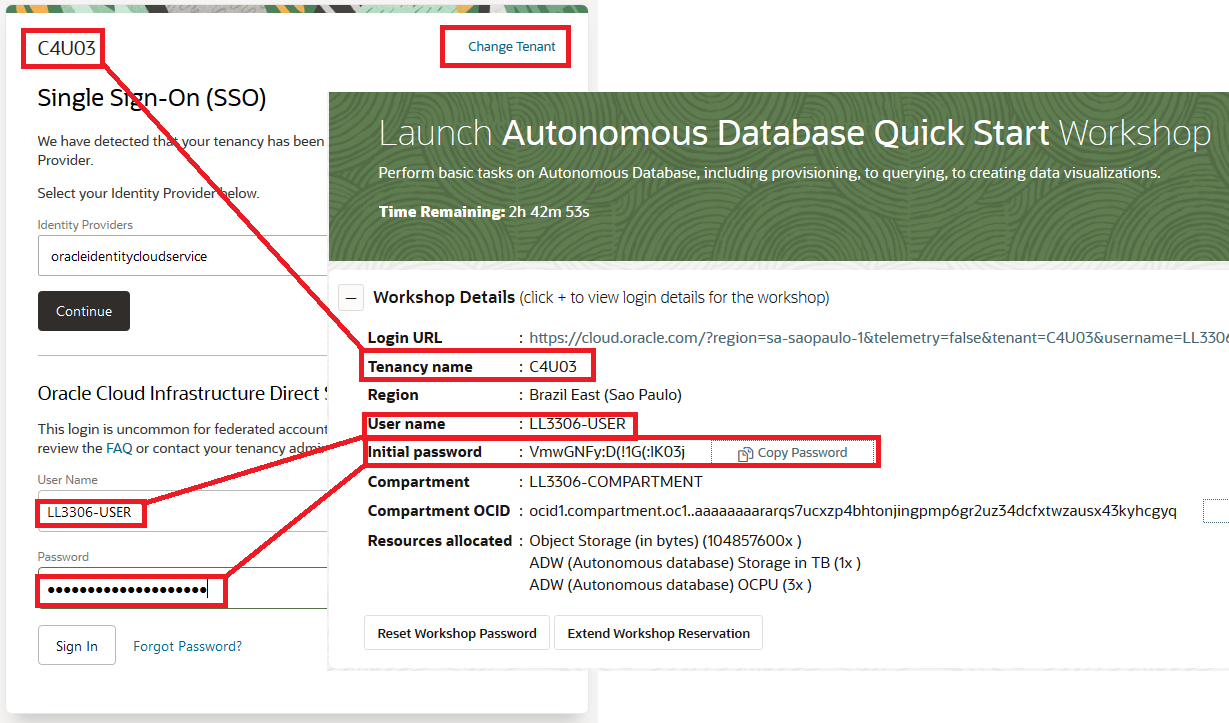 C4U03
Change Tenant
Single Sign-On (SSO)
We have detected that your tenancy has been
Provider.
Select your Identity Provider below.
Identity Providers
oracleidentitycloudservice
Continue
Oracle Cloud Infrastructure Direct
This login is uncommon for federated account
review the FAQ or contact your tenancy admi
User Name
LL3306-USER
Password
Sign In
Forgot Password?
Launch Autonomous Database Quick Start Workshop
Perform basic tasks on Autonomous Database, including provisioning, to querying, to creating data visualizations.
Time Remaining: 2h 42m 53s
Workshop Details (click + to view login details for the workshop)
Login URL : https://cloud.oracle.com/?region=sa-saopaulo-1&telemetry=false&tenant=C4U03&username=LL3306
Tenancy name : C4U03
Region : Brazil East (Sao Paulo)
User name : LL3306-USER
Initial password : VmwGNFy:D(!1G(:IK03j Copy Password
Compartment : LL3306-COMPARTMENT
Compartment OCID : ocid1.compartment.oc1..aaaaaaaararqs7ucxzp4bhtonjingpmp6gr2uz34dcfxtwzausx43kyhcgyq
Resources allocated : Object Storage (in bytes) (104857600x )
ADW (Autonomous database) Storage in TB (1x )
ADW (Autonomous database) OCPU (3x )
Reset Workshop Password
Extend Workshop Reservation